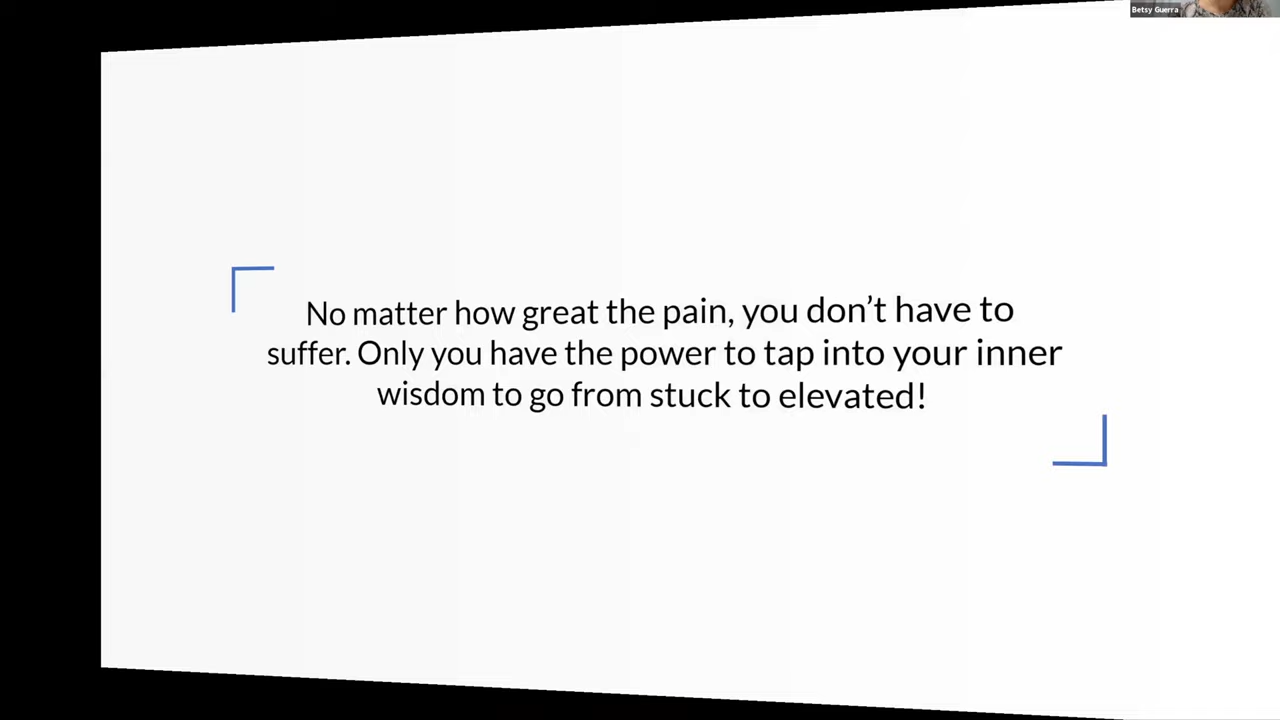 Betsy Guerra
No matter how great the pain, you don’t have to
suffer. Only you have the power to tap into your inner
wisdom to go from stuck to elevated!